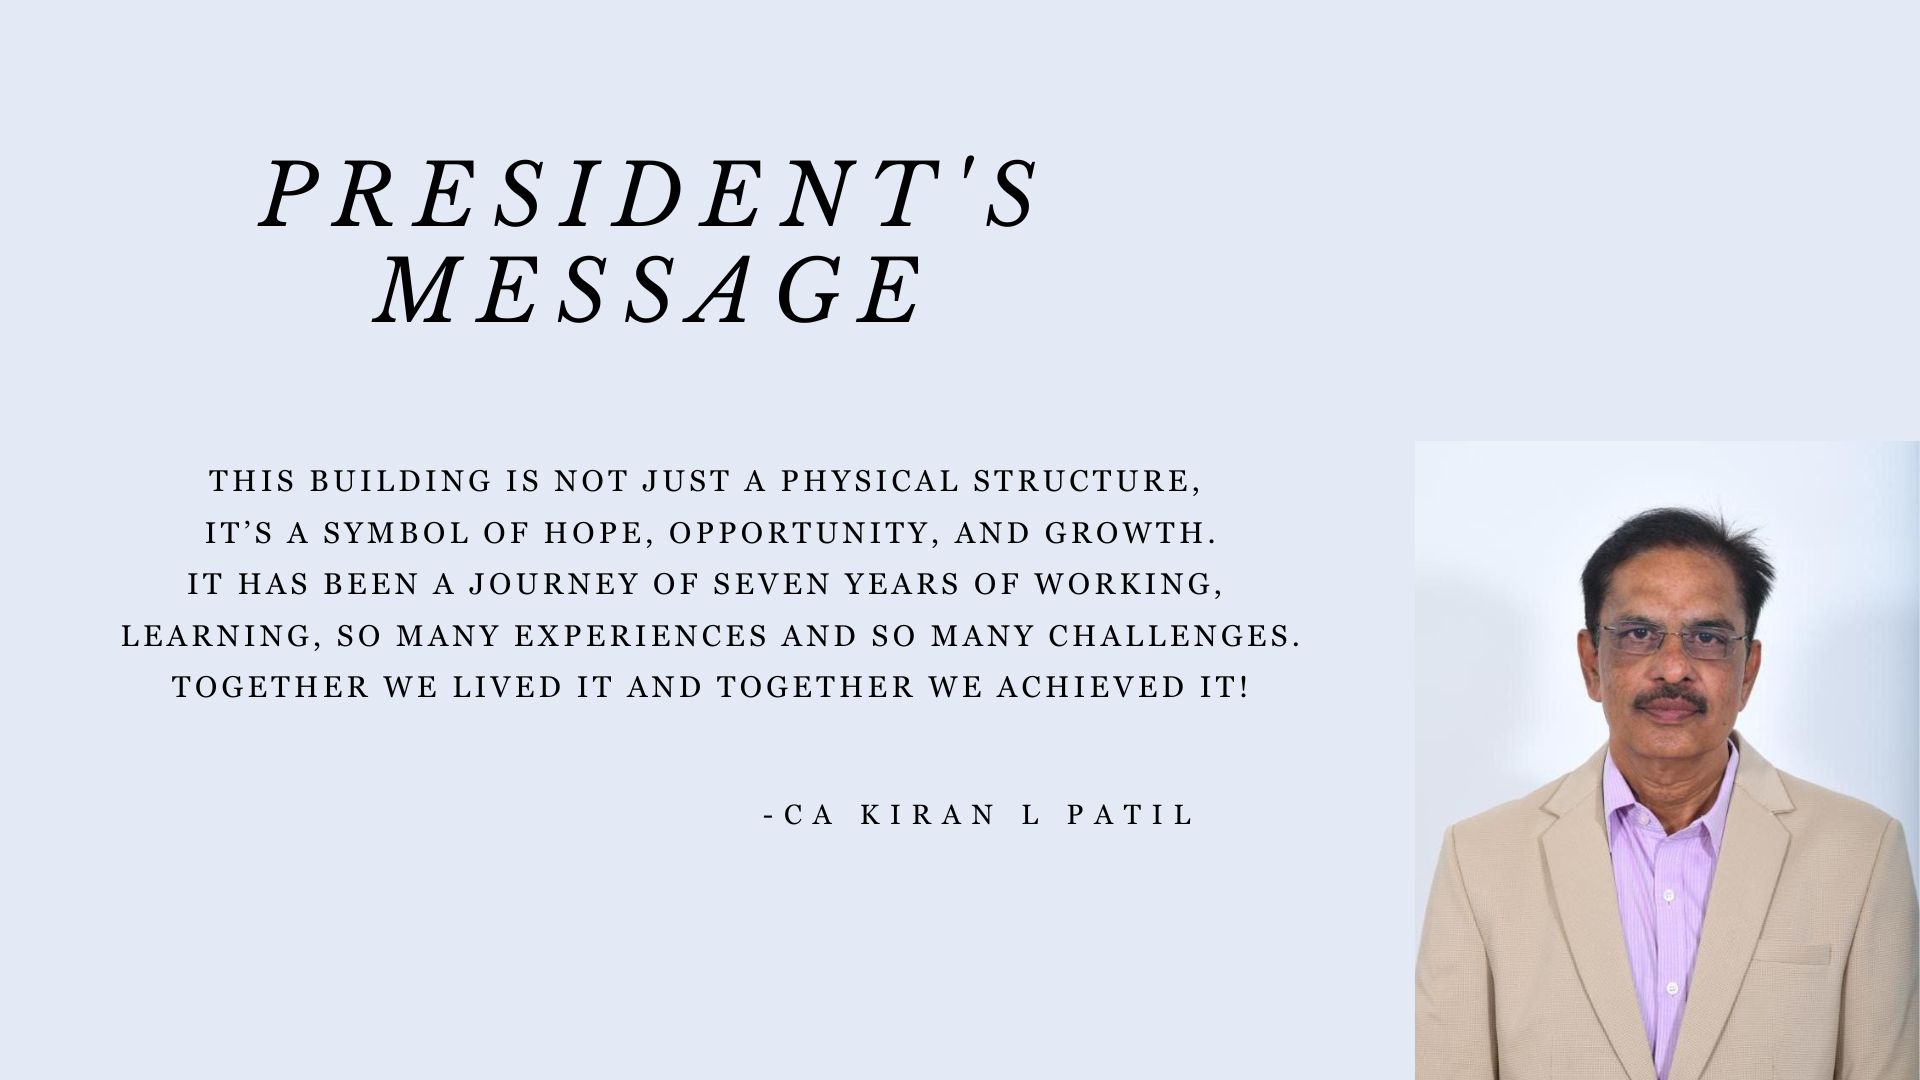 PRESIDENT'S
MESSAGE
THIS BUILDING IS NOT JUST A PHYSICAL STRUCTURE,
IT’S A SYMBOL OF HOPE, OPPORTUNITY, AND GROWTH.
IT HAS BEEN A JOURNEY OF SEVEN YEARS OF WORKING,
LEARNING, SO MANY EXPERIENCES AND SO MANY CHALLENGES.
TOGETHER WE LIVED IT AND TOGETHER WE ACHIEVED IT!
-CA KIRAN L PATIL